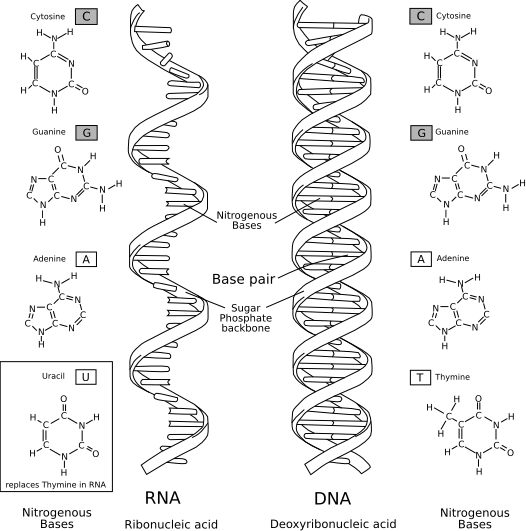 Cytosine C
Guanine G
Adenine A
Uracil U
replaces Thymine in RNA
Nitrogenous
Bases
Nitrogenous
Bases
Base pair
Sugar
Phosphate
backbone
RNA
Ribonucleic acid
DNA
Deoxyribonucleic acid
C Cytosine
G Guanine
A Adenine
T Thymine
Nitrogenous
Bases
H H
N
H C
C N
C C
H N O
H
O
H
N C N
C C
C C H
N N N
H H
H H
N
N C N
C C
C C
N N
H
O
H C H
C N
C C
H N O
H
H H
N
H C
C N
C C
H N O
H
O
H
N C N
C C
C C H
N N N
H H
H H
N
N C N
C C
C C
N N
H
H O
H C C H
H C N
C C
H N O
H